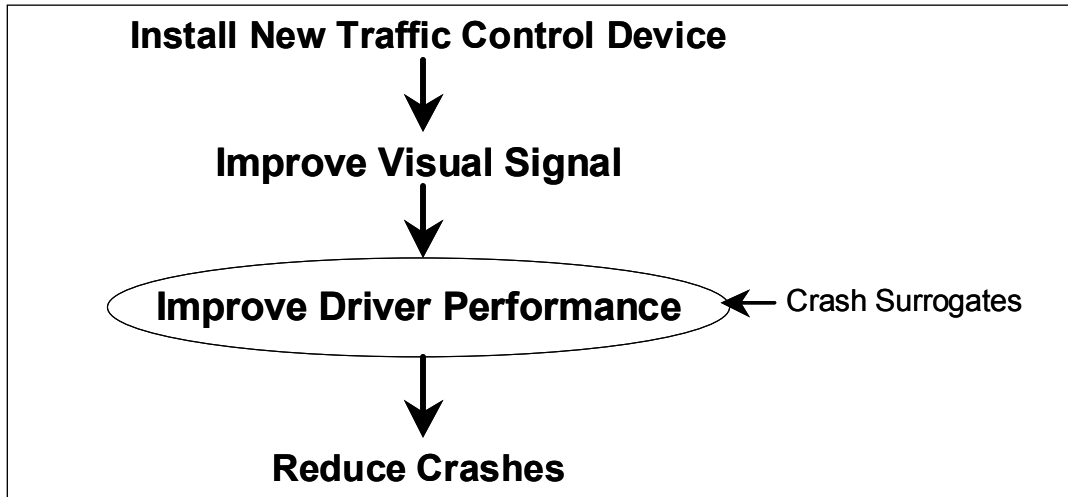 Install New Traffic Control Device
Improve Visual Signal
Improve Driver Performance
Crash Surrogates
Reduce Crashes